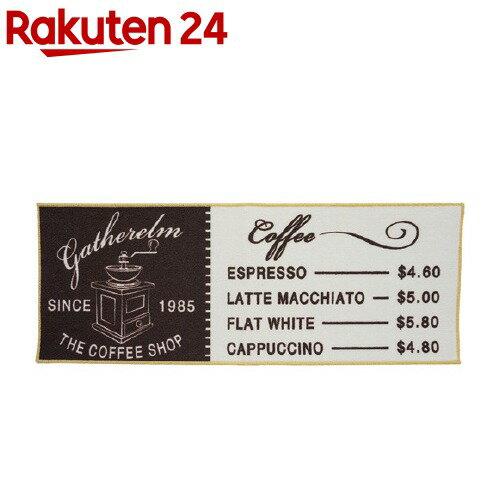 Rakuten 24
Gatherelm
SINCE 1985
THE COFFEE SHOP
Coffee
ESPRESSO $4.60
LATTE MACCHIATO $5.00
FLAT WHITE $5.80
CAPPUCCINO $4.80